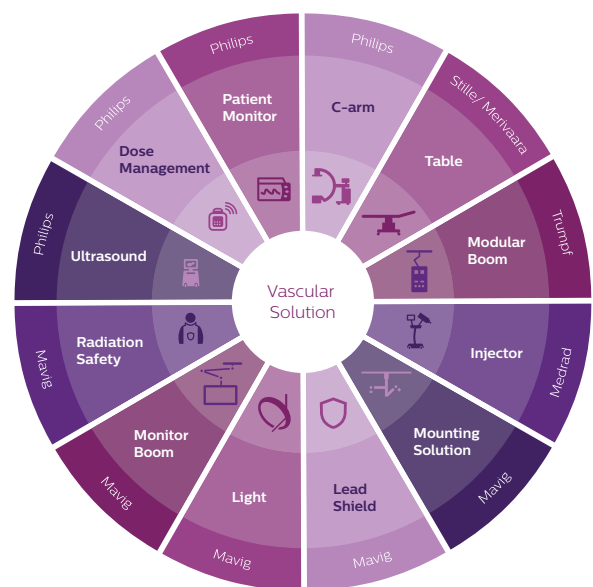 Philips
C-arm
Stille/ Merivaara
Table
Trumpf
Modular
Boom
Medrad
Injector
Mavig
Mounting
Solution
Mavig
Lead
Shield
Mavig
Light
Mavig
Monitor
Boom
Mavig
Radiation
Safety
Philips
Ultrasound
Philips
Dose
Management
Philips
Patient
Monitor
Vascular
Solution